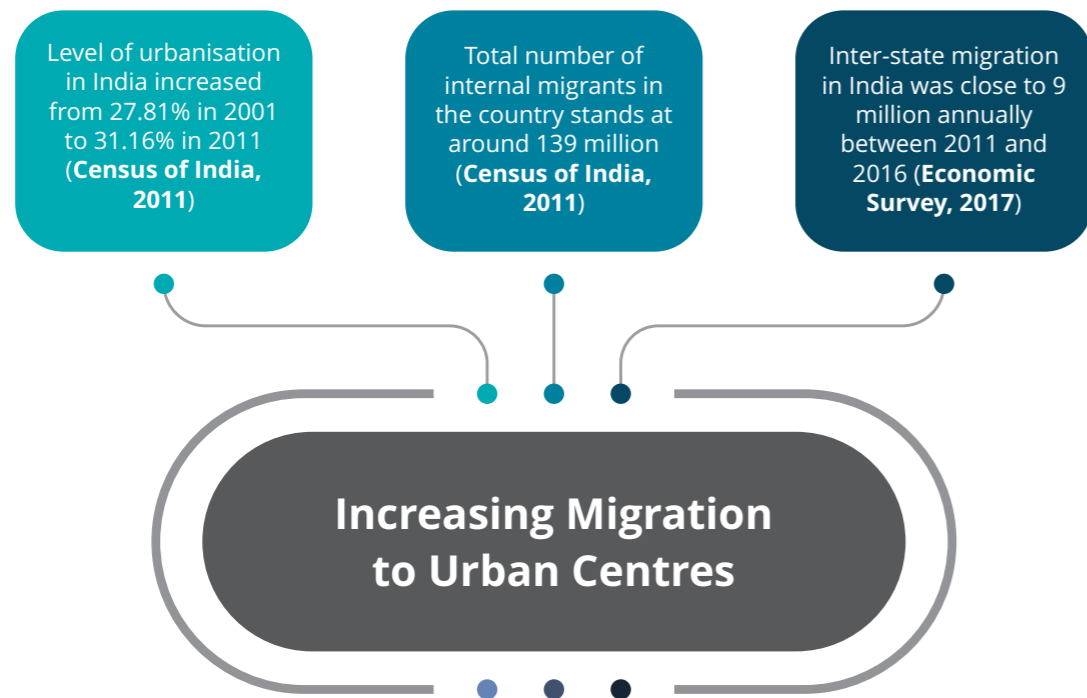 Level of urbanisation
in India increased
from 27.81% in 2001
to 31.16% in 2011
(Census of India,
2011)
Total number of
internal migrants in
the country stands at
around 139 million
(Census of India,
2011)
Inter-state migration
in India was close to 9
million annually
between 2011 and
2016 (Economic
Survey, 2017)
Increasing Migration
to Urban Centres